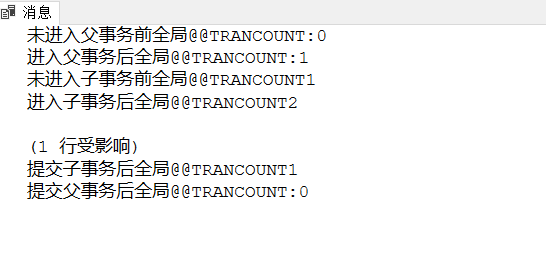 消息
未进入父事务前全局@@TRANCOUNT:0
进入父事务后全局@@TRANCOUNT:1
未进入子事务前全局@@TRANCOUNT1
进入子事务后全局@@TRANCOUNT2
(1 行受影响)
提交子事务后全局@@TRANCOUNT1
提交父事务后全局@@TRANCOUNT:0